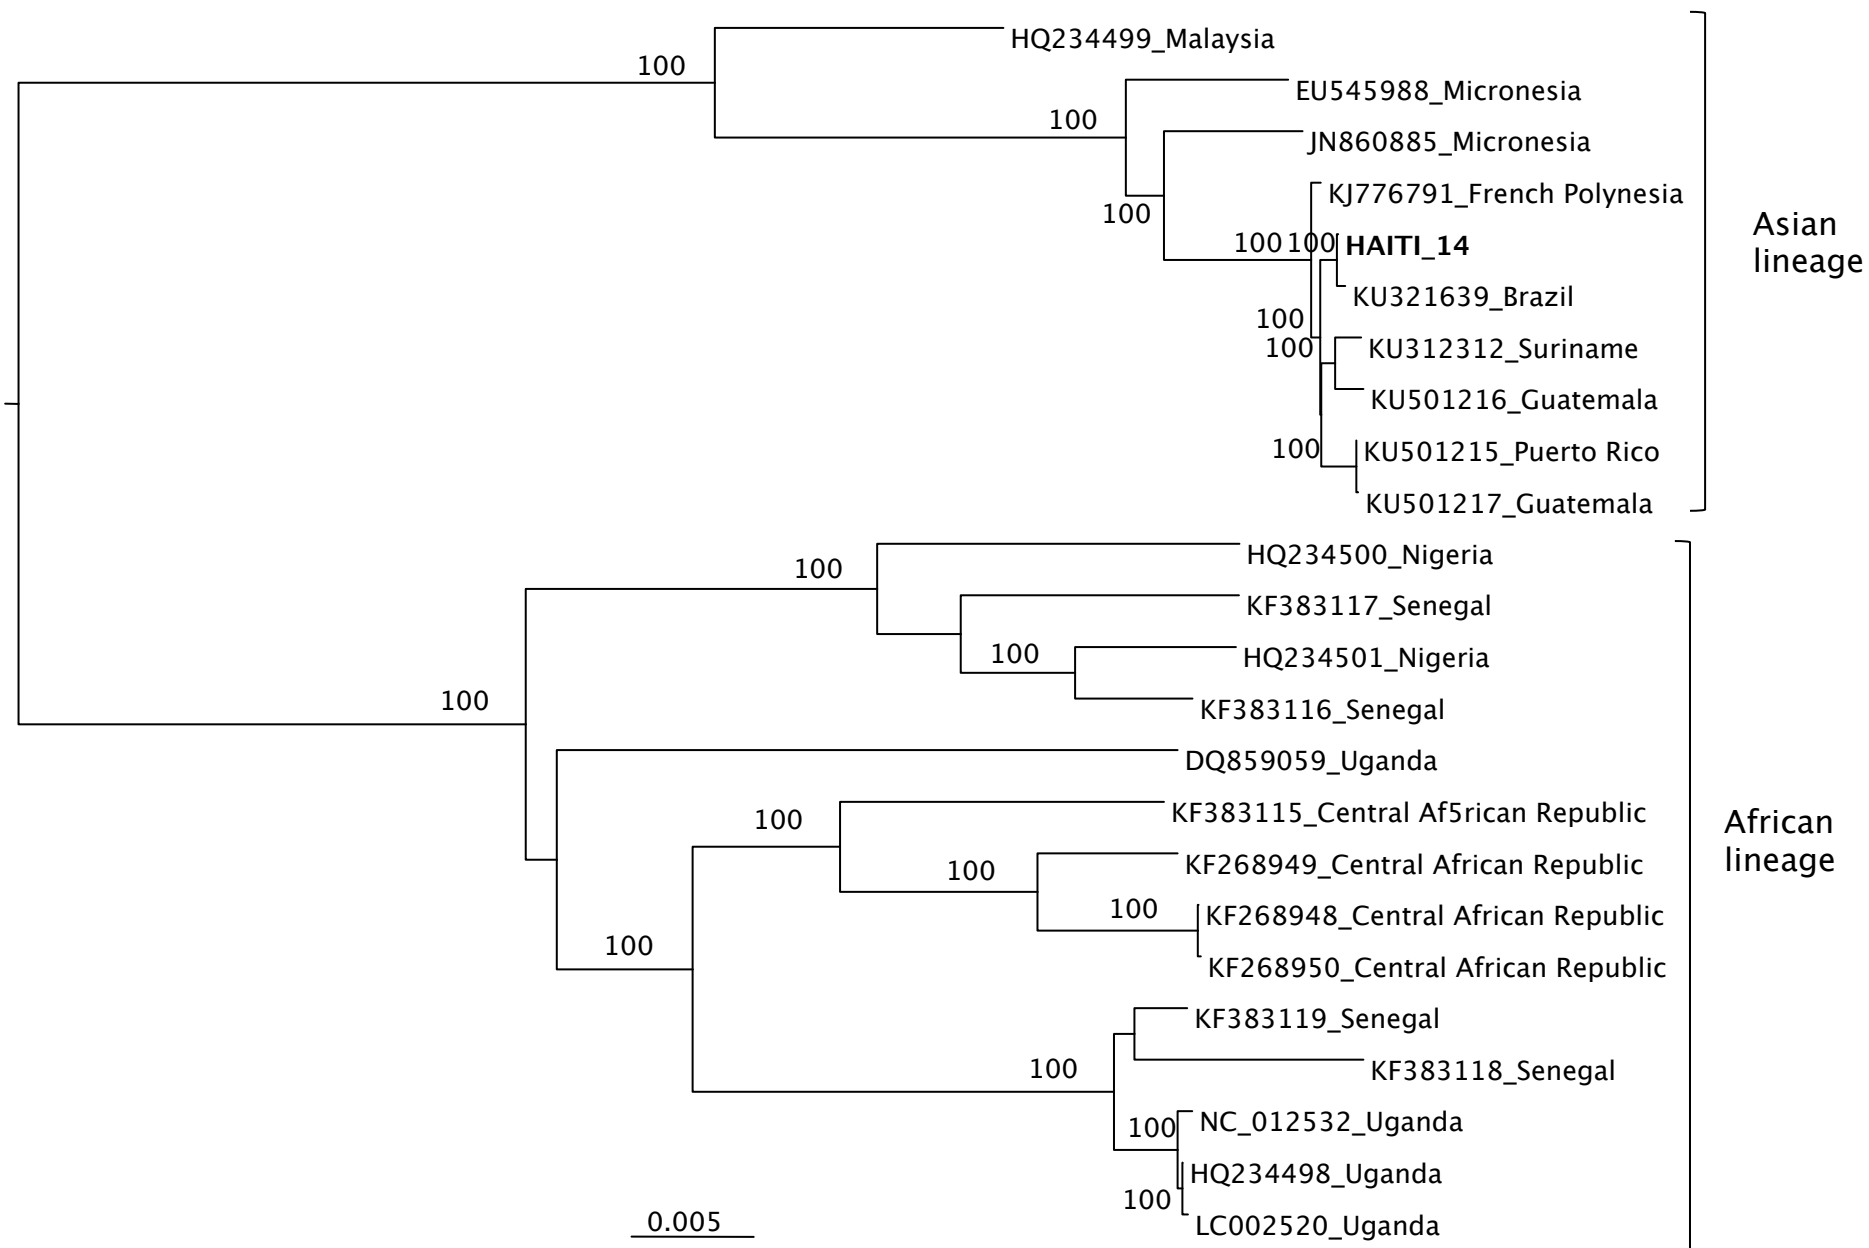 HQ234499_Malaysia
100
EU545988_Micronesia
100
JN860885_Micronesia
KJ776791_French Polynesia
100
100 100 HAITI_14
Asian
lineage
KU321639_Brazil
100
100
KU312312_Suriname
KU501216_Guatemala
100
KU501215_Puerto Rico
KU501217_Guatemala
HQ234500_Nigeria
100
KF383117_Senegal
100
HQ234501_Nigeria
100
KF383116_Senegal
DQ859059_Uganda
100
KF383115_Central Af5rican Republic
African
lineage
KF268949_Central African Republic
100
100
KF268948_Central African Republic
100
KF268950_Central African Republic
KF383119_Senegal
100
KF383118_Senegal
NC_012532_Uganda
100
HQ234498_Uganda
100
0.005
LC002520_Uganda